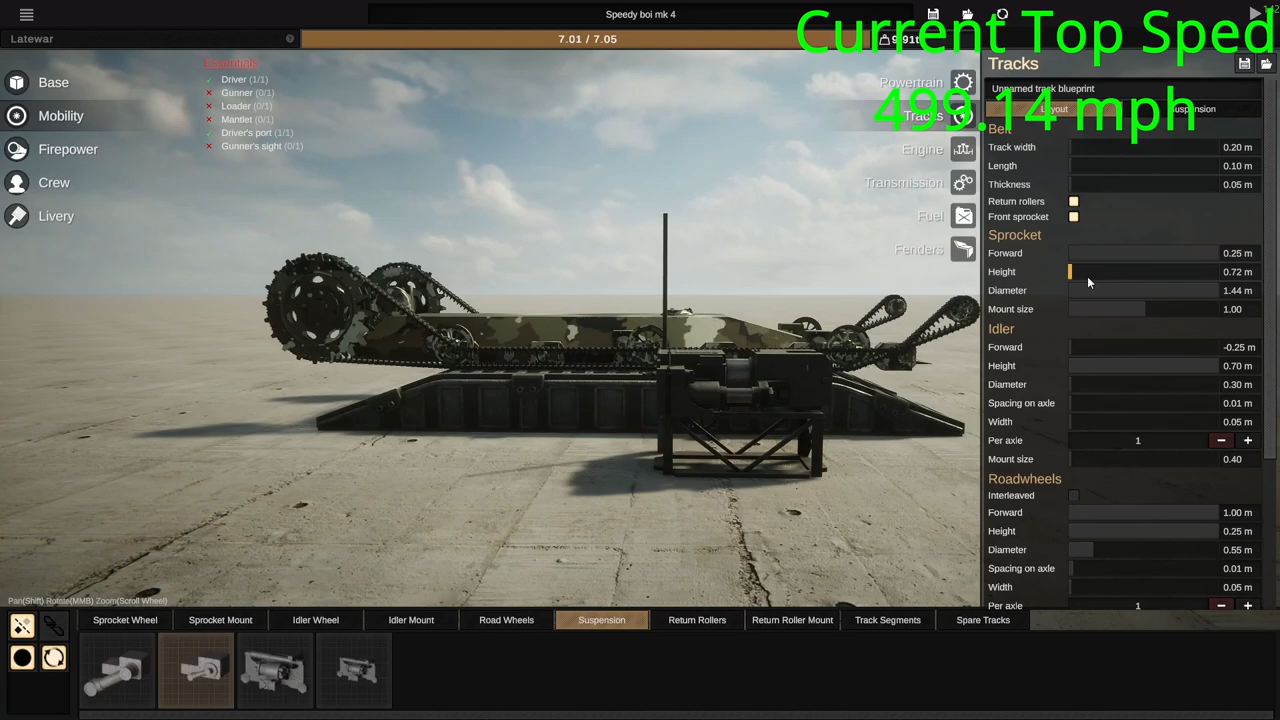 Speedy boi mk 4
142
Latewar
7.01 / 7.05
9.91t
Current Top Sped
499.14 mph
Base
Mobility
Firepower
Crew
Livery
Essentials
Driver (1/1)
Gunner (0/1)
Loader (0/1)
Mantlet (0/1)
Driver's port (1/1)
Gunner's sight (0/1)
Powertrain
Tracks
Engine
Transmission
Fuel
Fenders
Tracks
Unnamed track blueprint
Layout
Suspension
Belt
Track width 0.20 m
Length 0.10 m
Thickness 0.05 m
Return rollers
Front sprocket
Sprocket
Forward 0.25 m
Height 0.72 m
Diameter 1.44 m
Mount size 1.00
Idler
Forward -0.25 m
Height 0.70 m
Diameter 0.30 m
Spacing on axle 0.01 m
Width 0.05 m
Per axle 1
Mount size 0.40
Roadwheels
Interleaved
Forward 1.00 m
Height 0.25 m
Diameter 0.55 m
Spacing on axle 0.01 m
Width 0.05 m
Per axle 1
Pan(Shift) Rotate(MMB) Zoom(Scroll Wheel)
Sprocket Wheel
Sprocket Mount
Idler Wheel
Idler Mount
Road Wheels
Suspension
Return Rollers
Return Roller Mount
Track Segments
Spare Tracks